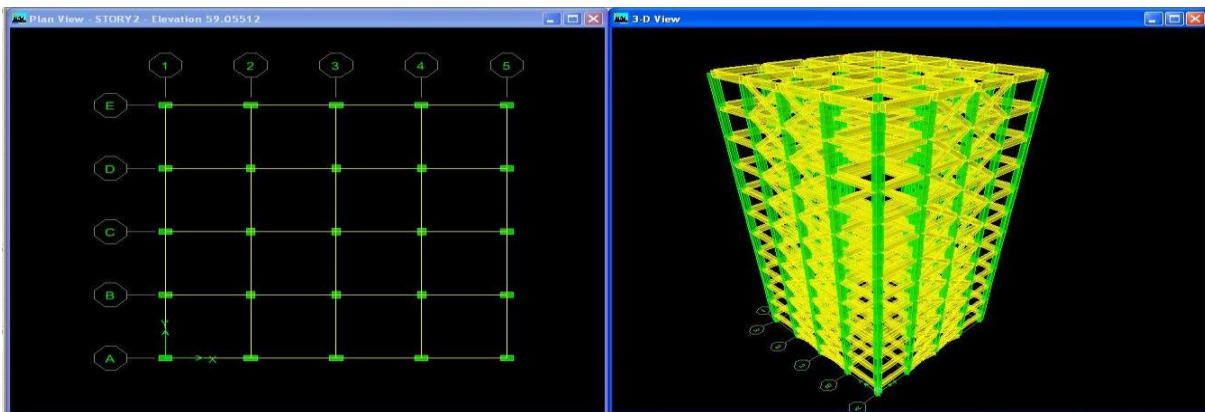 Plan View - STORY2 - Elevation 59.05512
1 2 3 4 5
E
D
C
B
Y
A
X
3-D View